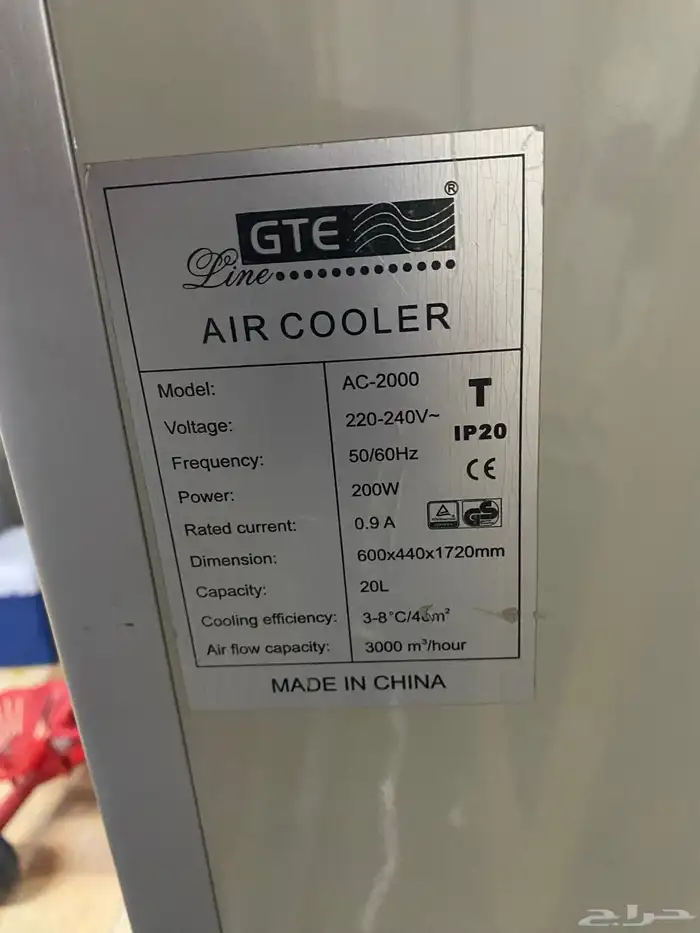 GTE ®
Line
AIR COOLER
Model: AC-2000
T
Voltage: 220-240V~
IP20
Frequency: 50/60Hz
CE
Power: 200W
Rated current: 0.9 A
GS
Dimension: 600x440x1720mm
Capacity: 20L
Cooling efficiency:
Air flow capacity: 3000 m³/hour
MADE IN CHINA
حراج